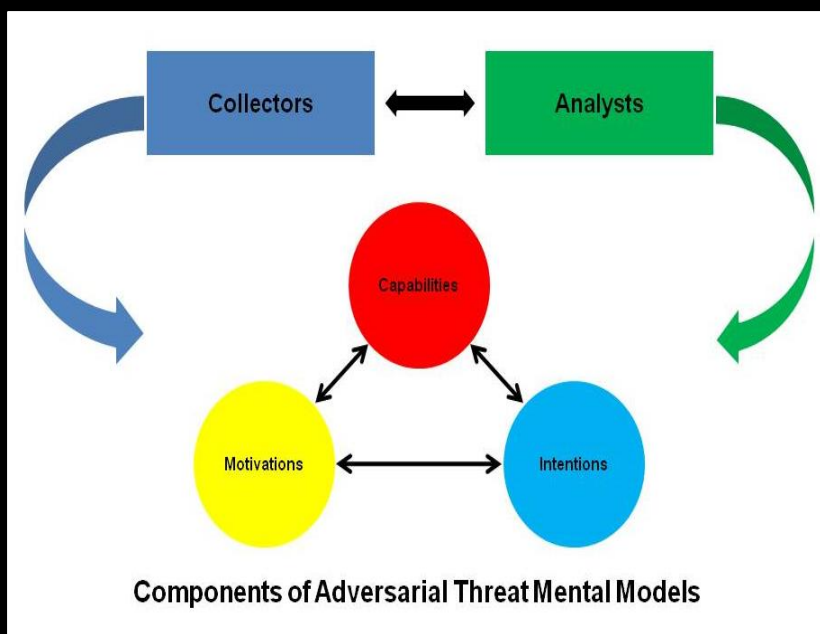 Collectors
Analysts
Capabilities
Motivations
Intentions
Components of Adversarial Threat Mental Models